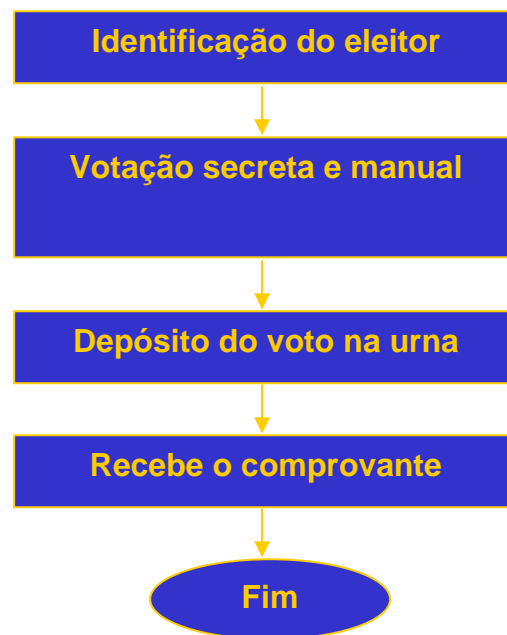 Identificação do eleitor
Votação secreta e manual
Depósito do voto na urna
Recebe o comprovante
Fim